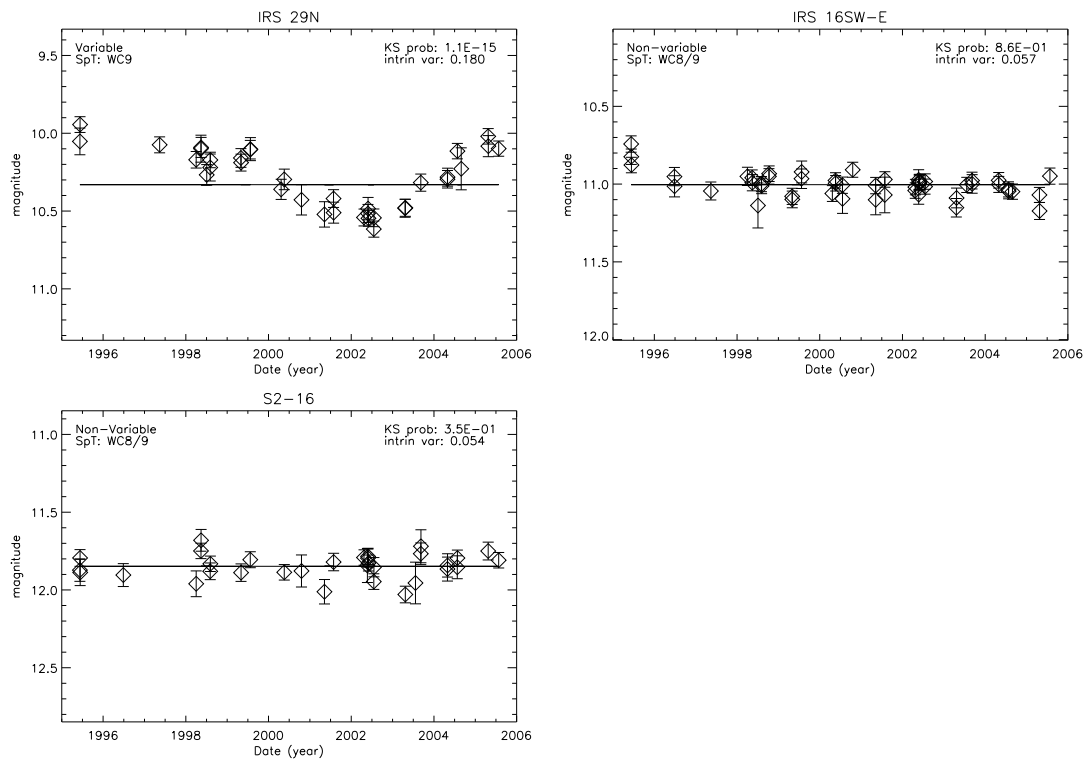 IRS 29N
Variable
SpT: WC9
KS prob: 1.1E-15
intrin var: 0.180
9.5
10.0
10.5
11.0
magnitude
1996 1998 2000 2002 2004 2006
Date (year)
IRS 16SW-E
Non-variable
SpT: WC8/9
KS prob: 8.6E-01
intrin var: 0.057
10.5
11.0
11.5
12.0
magnitude
1996 1998 2000 2002 2004 2006
Date (year)
S2-16
Non-Variable
SpT: WC8/9
KS prob: 3.5E-01
intrin var: 0.054
11.0
11.5
12.0
12.5
magnitude
1996 1998 2000 2002 2004 2006
Date (year)